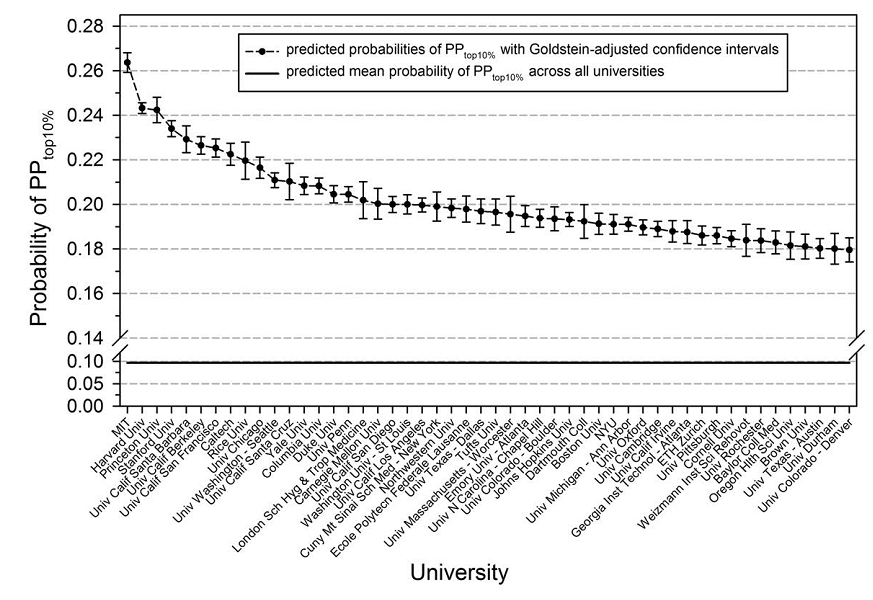 0.28
0.26
0.24
0.22
0.20
0.18
0.16
0.14
0.10
0.05
0.00
Probability of PPtop10%
predicted probabilities of PPtop10% with Goldstein-adjusted confidence intervals
predicted mean probability of PPtop10% across all universities
MIT
Harvard Univ
Princeton Univ
Stanford Univ
Univ Calif Santa Barbara
Univ Calif Berkeley
Univ Calif San Francisco
Caltech
Rice Univ
Univ Chicago
Univ Washington - Seattle
Univ Calif Santa Cruz
Yale Univ
Columbia Univ
Duke Univ
Univ Penn
London Sch Hyg & Trop Medicine
Carnegie Mellon Univ
Univ Calif San Diego
Washington Univ - St Louis
Univ Calif Los Angeles
Cuny Mt Sinai Sch Med - New York
Northwestern Univ
Ecole Polytecn Federale Lausanne
Univ Texas - Dallas
Tufts Univ
Univ Massachusetts - Worcester
Emory Univ Atlanta
Univ N Carolina - Chapel Hill
Univ Colorado - Boulder
Johns Hopkins Univ
Dartmouth Coll
Boston Univ
NYU
Univ Michigan - Ann Arbor
Univ Oxford
Univ Cambridge
Univ Calif Irvine
Georgia Inst Technol - Atlanta
ETH Zurich
Univ Pittsburgh
Cornell Univ
Weizmann Inst Sci Rehovot
Univ Rochester
Baylor Coll Med
Oregon Hlth Sci Univ
Brown Univ
Univ Texas - Austin
Univ Durham
Univ Colorado - Denver
University